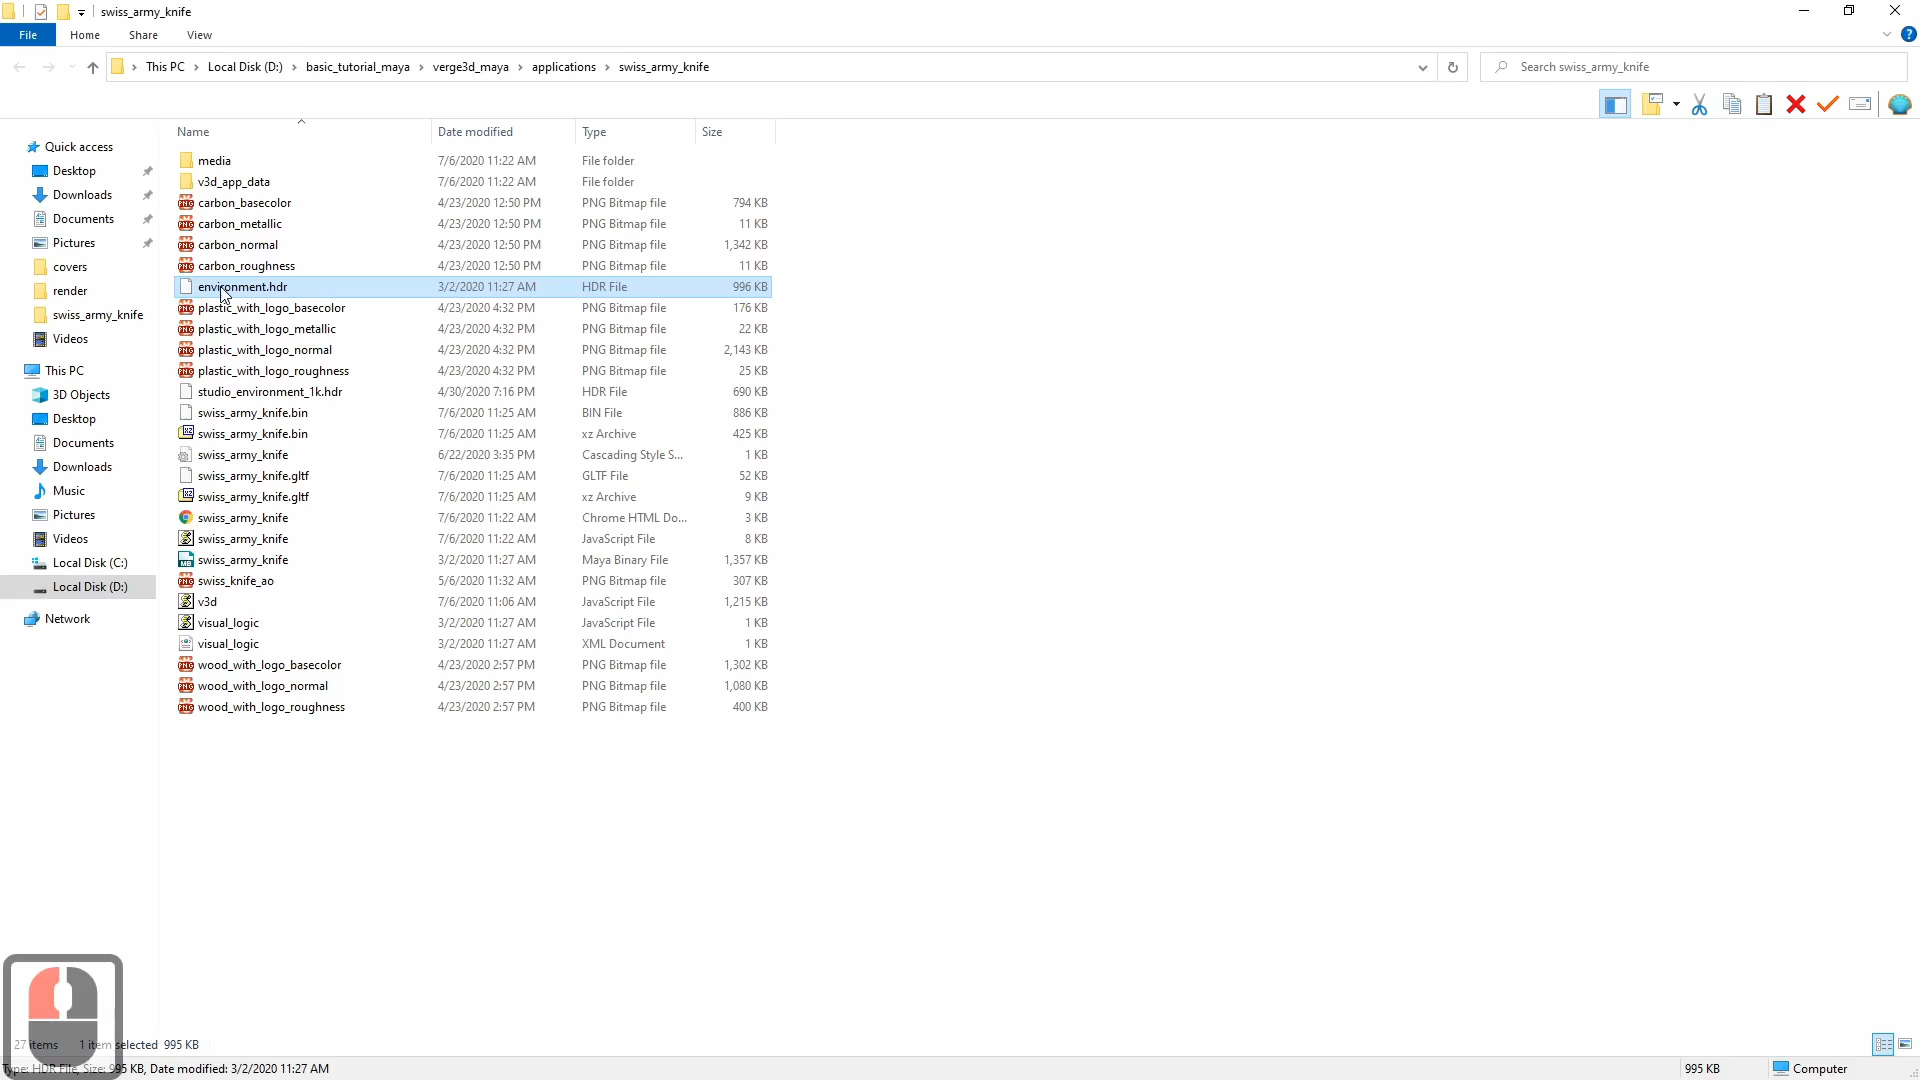 swiss_army_knife
File Home Share View
This PC Local Disk (D:) basic_tutorial_maya verge3d_maya applications swiss_army_knife
Search swiss_army_knife
Name Date modified Type Size
Quick access
Desktop
Downloads
Documents
Pictures
covers
render
swiss_army_knife
Videos
This PC
3D Objects
Desktop
Documents
Downloads
Music
Pictures
Videos
Local Disk (C:)
Local Disk (D:)
Network
media 7/6/2020 11:22 AM File folder
v3d_app_data 7/6/2020 11:22 AM File folder
carbon_basecolor 4/23/2020 12:50 PM PNG Bitmap file 794 KB
carbon_metallic 4/23/2020 12:50 PM PNG Bitmap file 11 KB
carbon_normal 4/23/2020 12:50 PM PNG Bitmap file 1,342 KB
carbon_roughness 4/23/2020 12:50 PM PNG Bitmap file 11 KB
environment.hdr 3/2/2020 11:27 AM HDR File 996 KB
plastic_with_logo_basecolor 4/23/2020 4:32 PM PNG Bitmap file 176 KB
plastic_with_logo_metallic 4/23/2020 4:32 PM PNG Bitmap file 22 KB
plastic_with_logo_normal 4/23/2020 4:32 PM PNG Bitmap file 2,143 KB
plastic_with_logo_roughness 4/23/2020 4:32 PM PNG Bitmap file 25 KB
studio_environment_1k.hdr 4/30/2020 7:16 PM HDR File 690 KB
swiss_army_knife.bin 7/6/2020 11:25 AM BIN File 886 KB
swiss_army_knife.bin 7/6/2020 11:25 AM xz Archive 425 KB
swiss_army_knife 6/22/2020 3:35 PM Cascading Style S... 1 KB
swiss_army_knife.gltf 7/6/2020 11:25 AM GLTF File 52 KB
swiss_army_knife.gltf 7/6/2020 11:25 AM xz Archive 9 KB
swiss_army_knife 7/6/2020 11:22 AM Chrome HTML Do... 3 KB
swiss_army_knife 7/6/2020 11:22 AM JavaScript File 8 KB
swiss_army_knife 3/2/2020 11:27 AM Maya Binary File 1,357 KB
swiss_knife_ao 5/6/2020 11:32 AM PNG Bitmap file 307 KB
v3d 7/6/2020 11:06 AM JavaScript File 1,215 KB
visual_logic 3/2/2020 11:27 AM JavaScript File 1 KB
visual_logic 3/2/2020 11:27 AM XML Document 1 KB
wood_with_logo_basecolor 4/23/2020 2:57 PM PNG Bitmap file 1,302 KB
wood_with_logo_normal 4/23/2020 2:57 PM PNG Bitmap file 1,080 KB
wood_with_logo_roughness 4/23/2020 2:57 PM PNG Bitmap file 400 KB
27 items 1 item selected 995 KB
Type: HDR File, Size: 995 KB, Date modified: 3/2/2020 11:27 AM 995 KB Computer